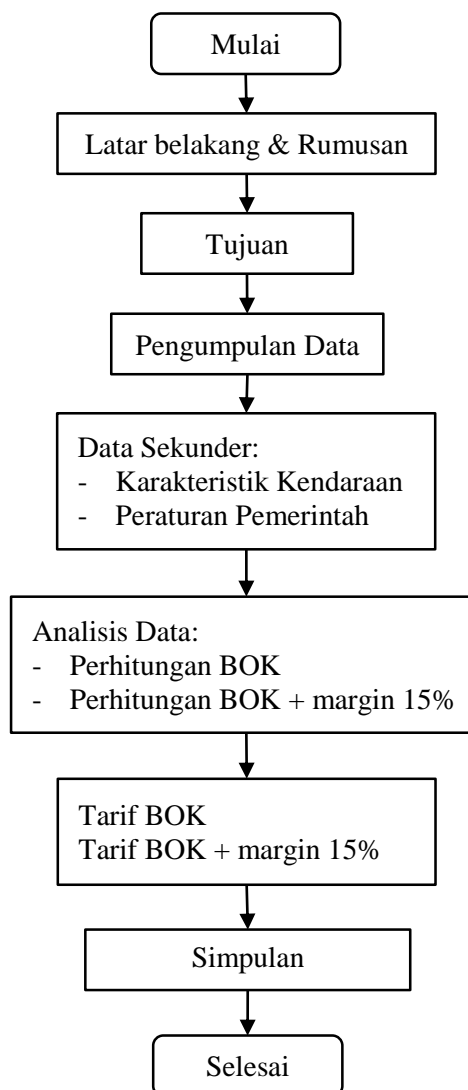 Mulai
Latar belakang & Rumusan
Tujuan
Pengumpulan Data
Data Sekunder:
- Karakteristik Kendaraan
- Peraturan Pemerintah
Analisis Data:
- Perhitungan BOK
- Perhitungan BOK + margin 15%
Tarif BOK
Tarif BOK + margin 15%
Simpulan
Selesai